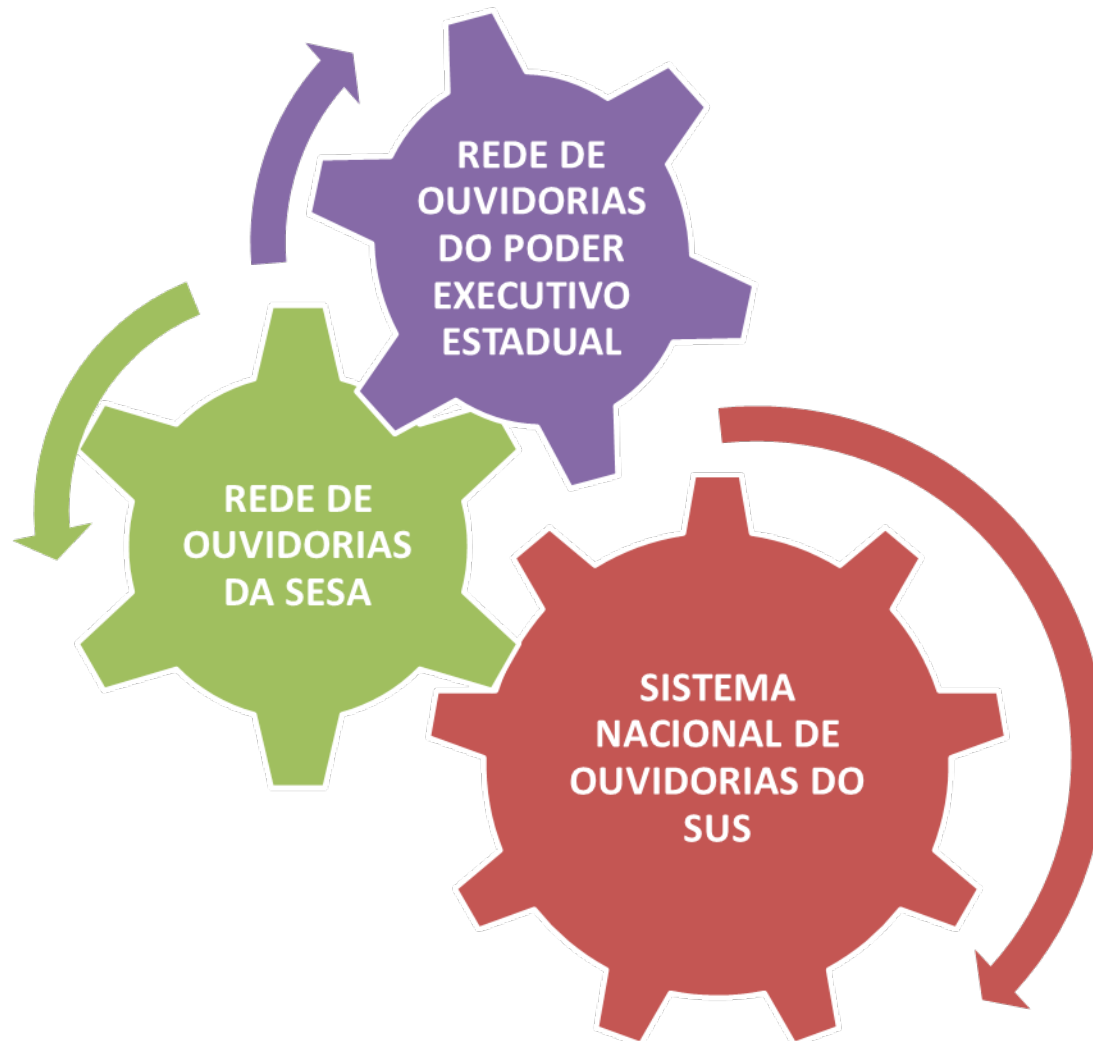 REDE DE
OUVIDORIAS
DO PODER
EXECUTIVO
ESTADUAL
REDE DE
OUVIDORIAS
DA SESA
SISTEMA
NACIONAL DE
OUVIDORIAS DO
SUS